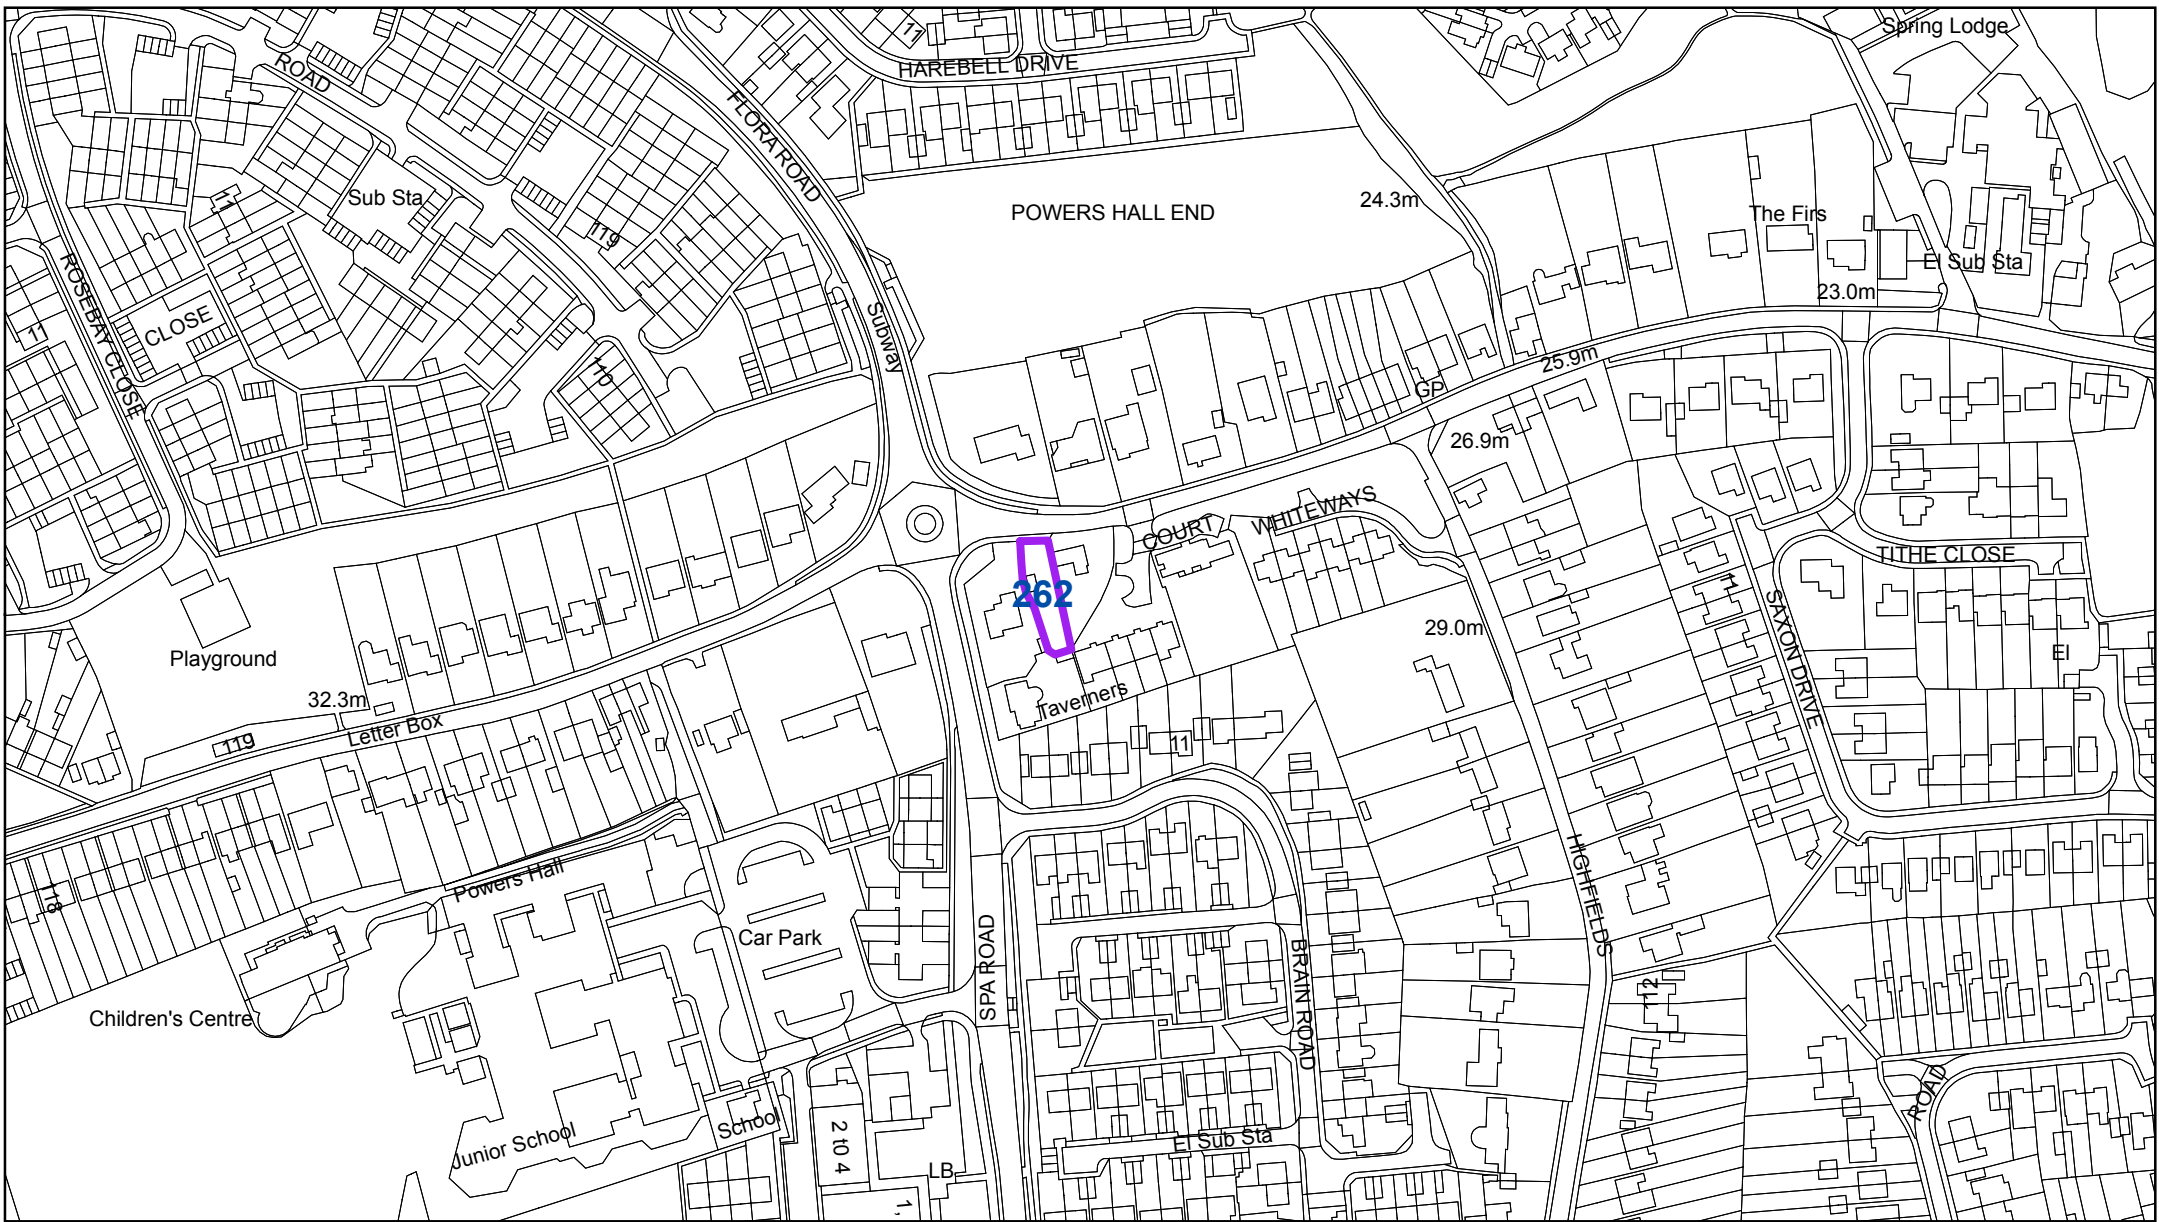 Spring Lodge
11
HAREBELL DRIVE
ROAD
FLORA ROAD
Sub Sta
11
POWERS HALL END
24.3m
The Firs
119
El Sub Sta
23.0m
ROSEBAY CLOSE
CLOSE
11
Subway
110
25.9m
GP
26.9m
WHITEWAYS
COURT
TITHE CLOSE
11
262
SAXON DRIVE
29.0m
El
Playground
32.3m
Taverners
Letter Box
119
11
HIGHFIELDS
Powers Hall
118
Car Park
SPA ROAD
BRAIN ROAD
112
Children's Centre
ROAD
School
Junior School
2 to 4
El Sub Sta
LB
1,